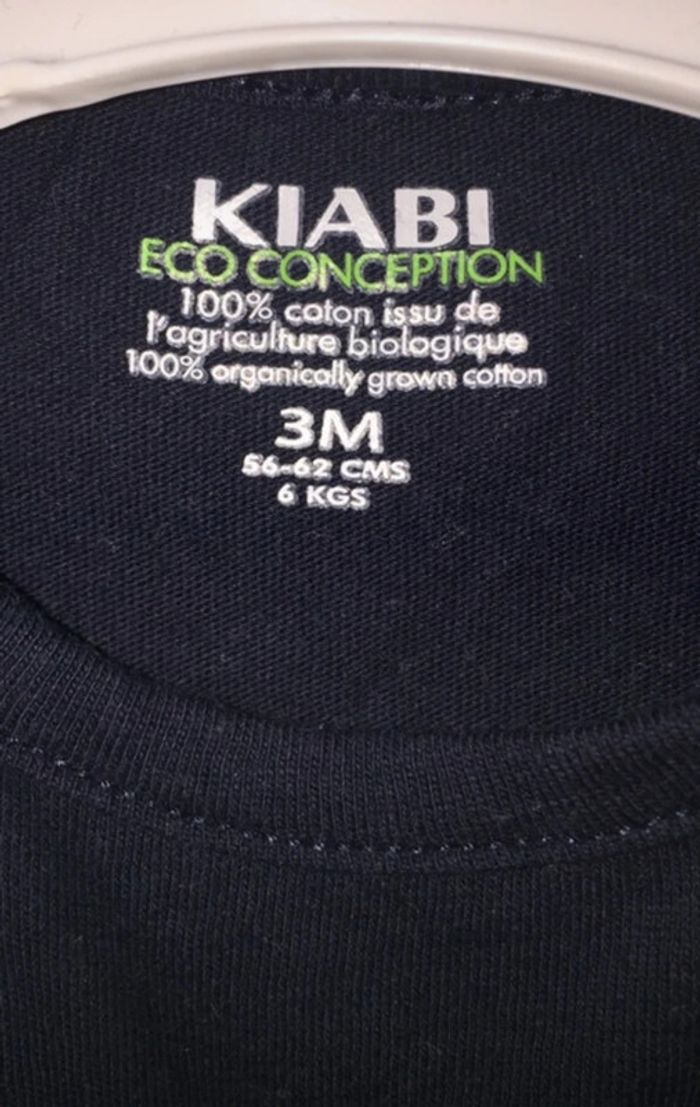 KIABI
ECO CONCEPTION
100% coton issu de
l'agriculture biologique
100% organically grown cotton
3M
56-62 CMS
6 KGS